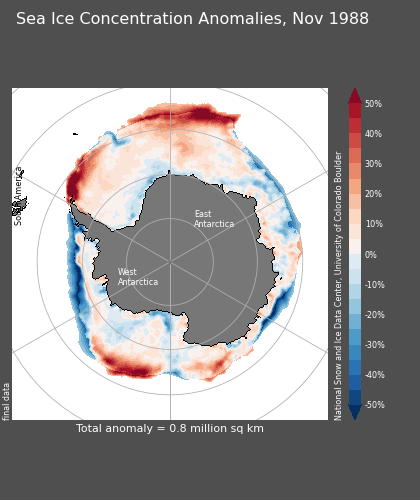 Sea Ice Concentration Anomalies, Nov 1988
South America
East
Antarctica
West
Antarctica
50%
40%
30%
20%
10%
0%
-10%
-20%
-30%
-40%
-50%
National Snow and Ice Data Center, University of Colorado Boulder
final data
Total anomaly = 0.8 million sq km